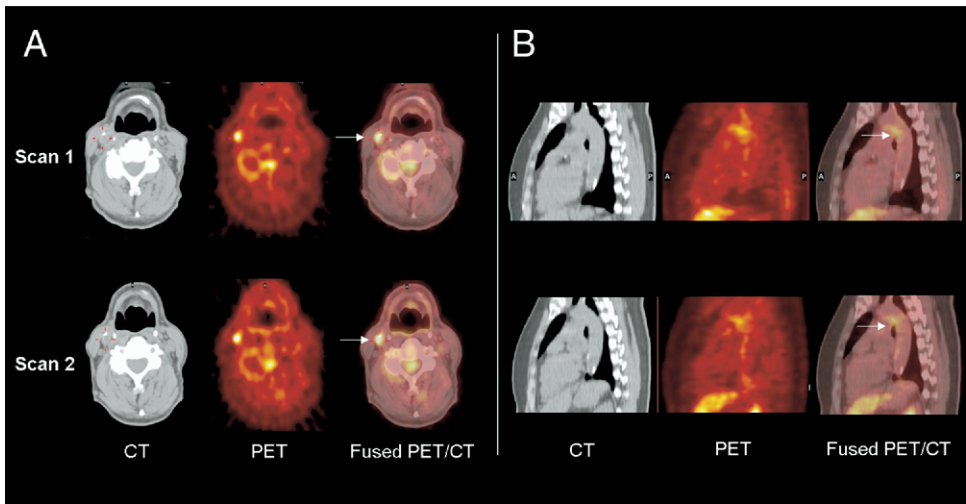 A
B
Scan 1
A P A P A P
Scan 2
CT PET Fused PET/CT
CT PET Fused PET/CT